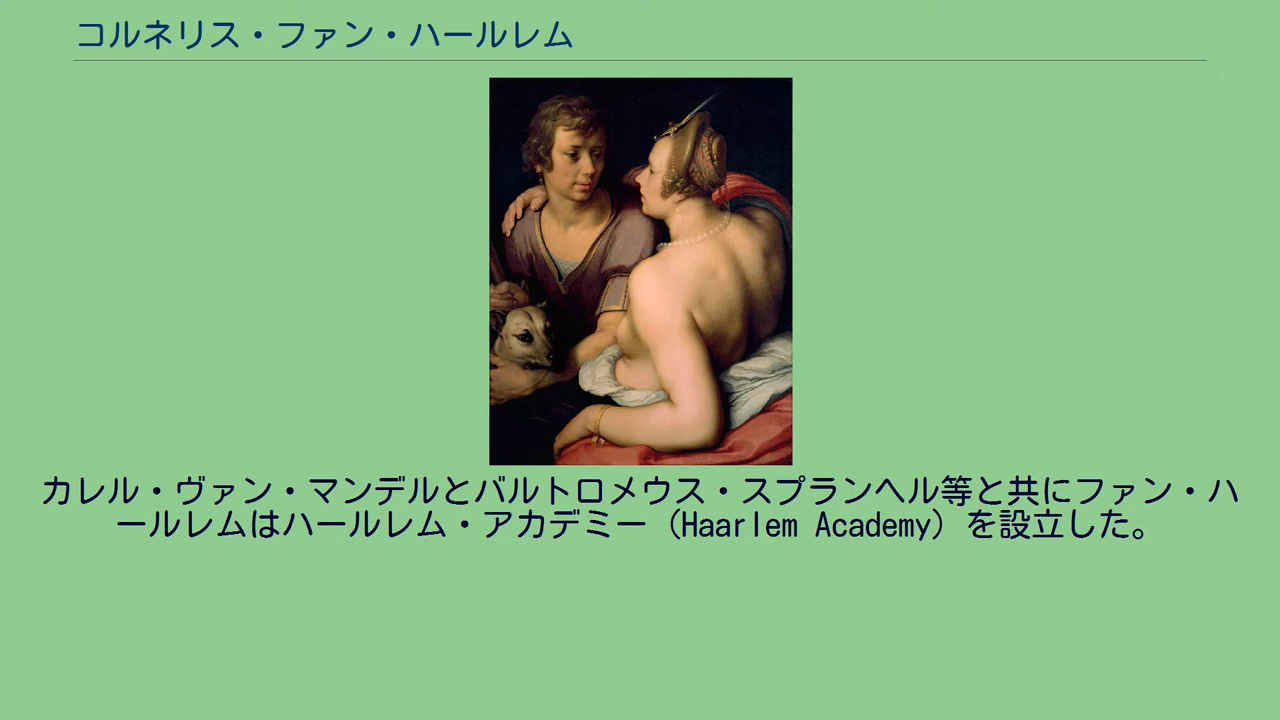 コルネリス・ファン・ハールレム
カレル・ヴァン・マンデルとバルトロメウス・スプランヘル等と共にファン・ハ
ールレムはハールレム・アカデミー（Haarlem Academy）を設立した。